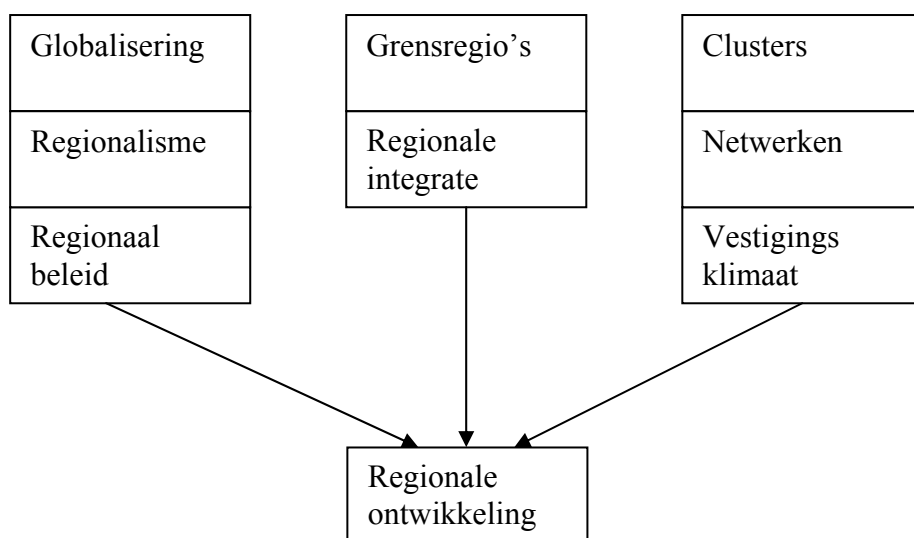 Globalisering
Regionalisme
Regionaal
beleid
Grensregio’s
Regionale
integrate
Clusters
Netwerken
Vestigings
klimaat
Regionale
ontwikkeling